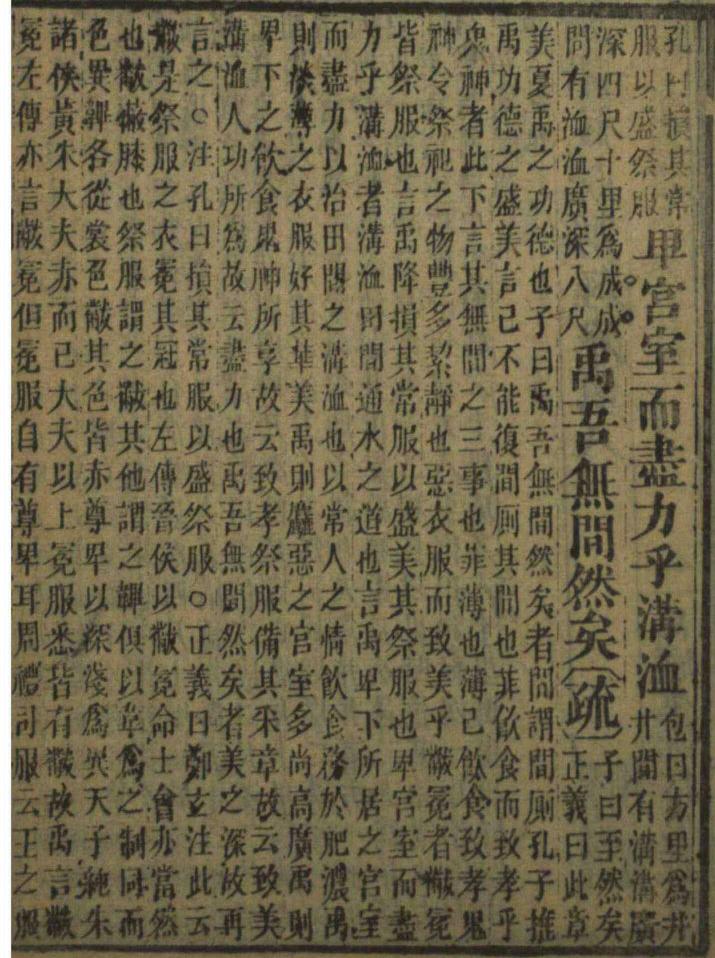 孔曰損其常
服以盛祭服
卑宮室而盡力乎溝洫
包曰方里爲井
井間有溝溝廣
深四尺十里爲成成
間有洫洫廣深八尺
禹吾無間然矣〔疏〕
子曰至然矣
正義曰此章
美夏禹之功德也子曰禹吾無間然矣者間謂間厠孔子推
禹功德之盛美言己不能復間厠其間也菲飲食而致孝乎
鬼神者此下言其無間之三事也菲薄也薄己飲食致孝鬼
神令祭祀之物豐多絜靜也惡衣服而致美乎黻冕者黻冕
皆祭服也言禹降損其常服以盛美其祭服也卑宮室而盡
力乎溝洫者溝洫田間通水之道也言禹卑下所居之宮室
而盡力以治田間之溝洫也以常人之情飲食務於肥濃禹
則淡薄之衣服好其華美禹則麤惡之宮室多尚高廣禹則
卑下之飲食鬼神所享故云致孝祭服備其采章故云致美
溝洫人功所爲故云盡力也禹吾無間然矣者美之深故再
言之○注孔曰損其常服以盛祭服○正義曰鄭玄注此云
黻是祭服之衣冕其冠也左傳晉侯以黻冕命士會亦當然
也黻蔽膝也祭服謂之黻其他謂之韠俱以韋爲之制同而
色異韠各從裳色黻其色皆赤尊卑以深淺爲異天子純朱
諸侯黃朱大夫赤而已大夫以上冕服悉皆有黻故禹言黻
冕左傳亦言黻冕但冕服自有尊卑耳周禮司服云王之服